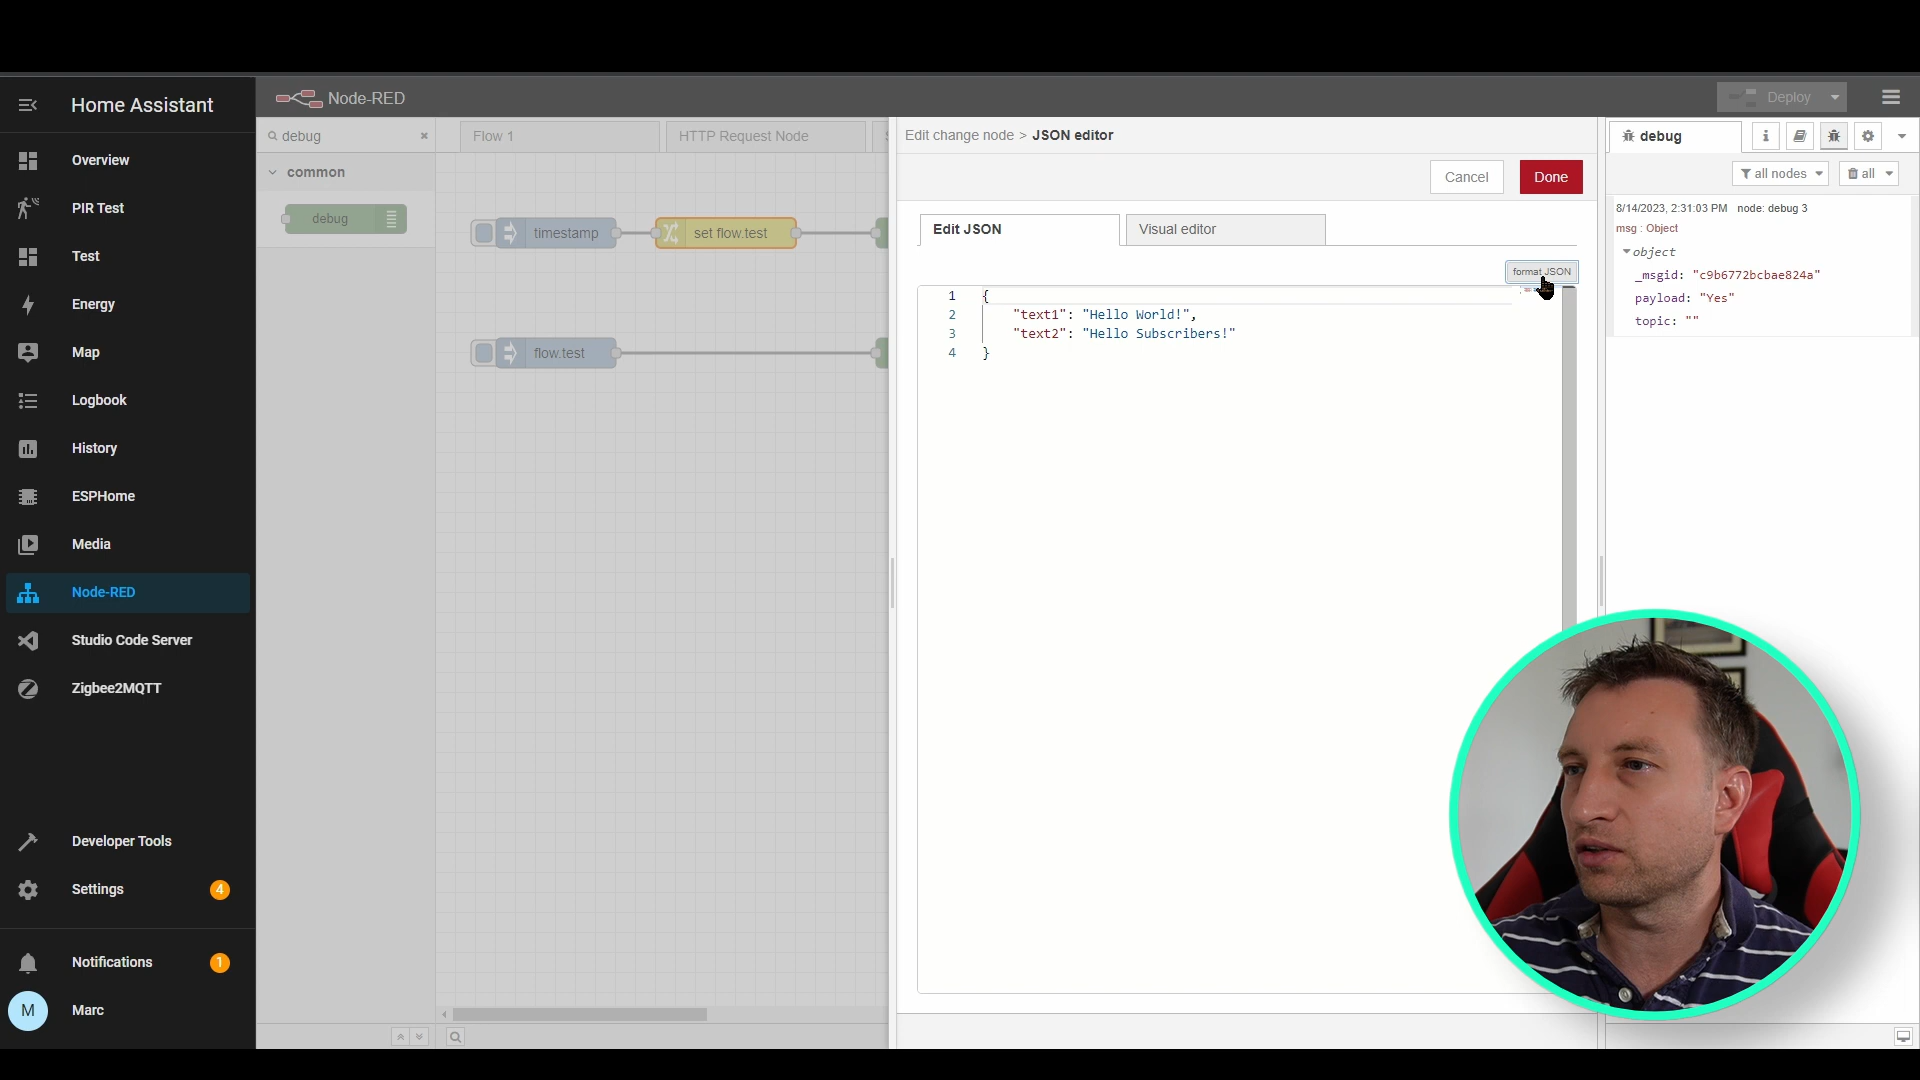 Home Assistant
Overview
PIR Test
Test
Energy
Map
Logbook
History
ESPHome
Media
Node-RED
Studio Code Server
Zigbee2MQTT
Developer Tools
Settings 4
Notifications 1
M Marc
Node-RED
Deploy
debug
common
debug
Flow 1
HTTP Request Node
timestamp
set flow.test
flow.test
Edit change node > JSON editor
Cancel
Done
Edit JSON
Visual editor
format JSON
1 {
2 "text1": "Hello World!",
3 "text2": "Hello Subscribers!"
4 }
debug
all nodes
all
8/14/2023, 2:31:03 PM node: debug 3
msg : Object
object
_msgid: "c9b6772bcbae824a"
payload: "Yes"
topic: ""